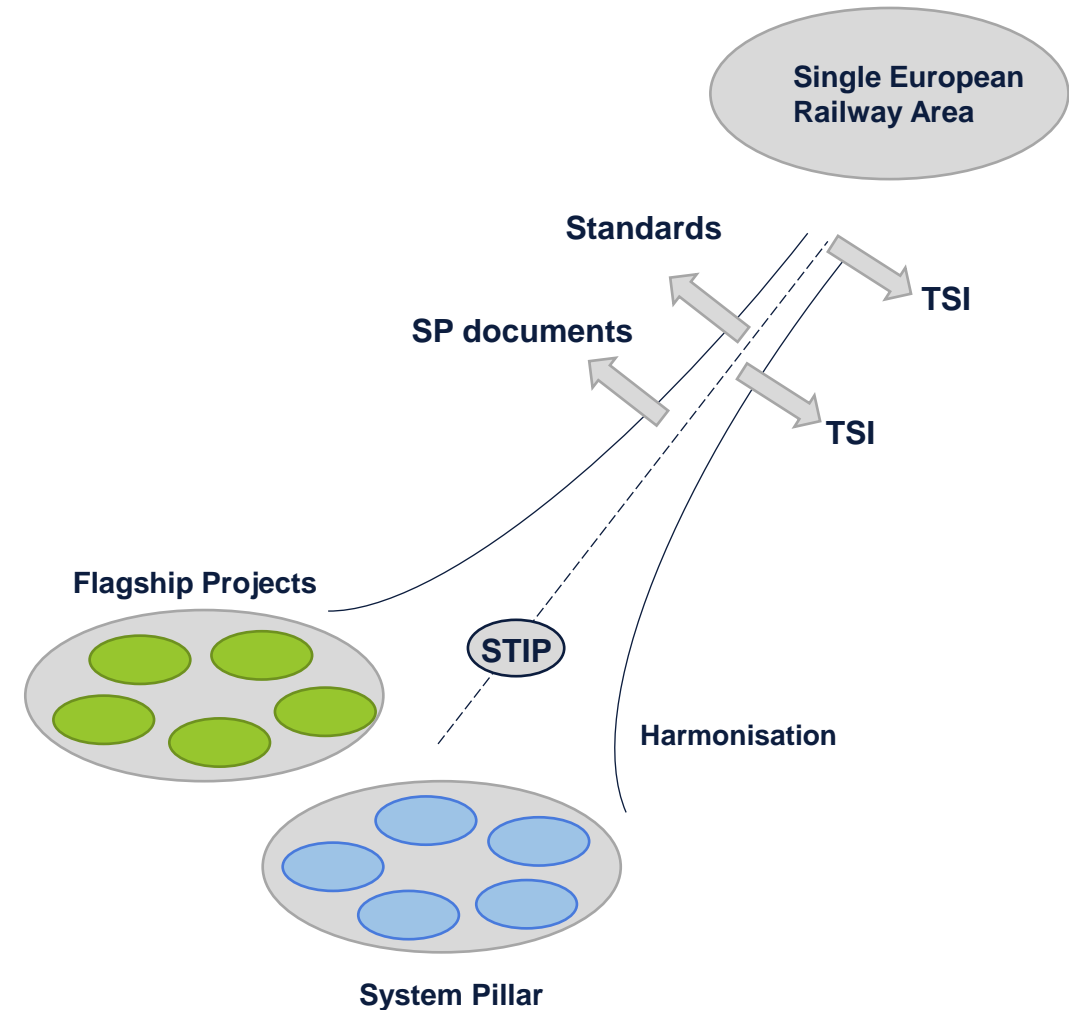 Single European
Railway Area
Standards
TSI
SP documents
TSI
Flagship Projects
STIP
Harmonisation
System Pillar